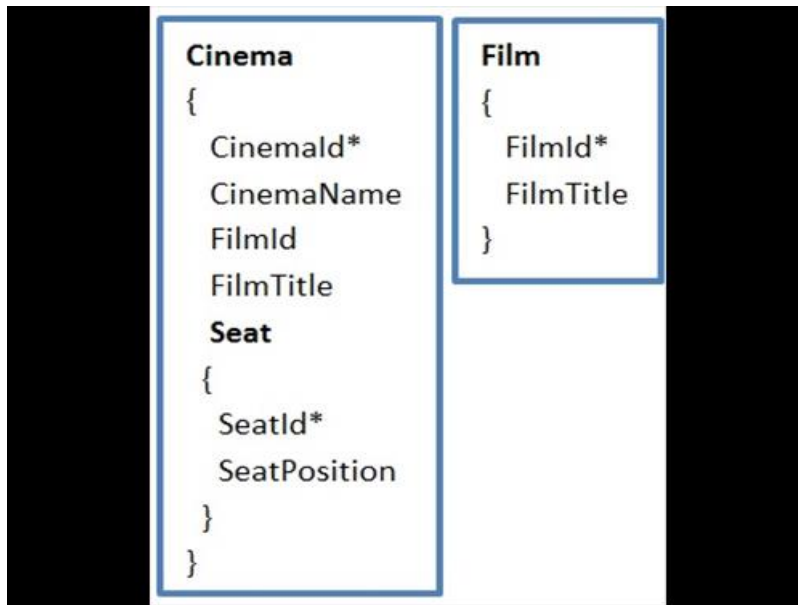 Cinema
{
CinemaId*
CinemaName
FilmId
FilmTitle
Seat
{
SeatId*
SeatPosition
}
}
Film
{
FilmId*
FilmTitle
}